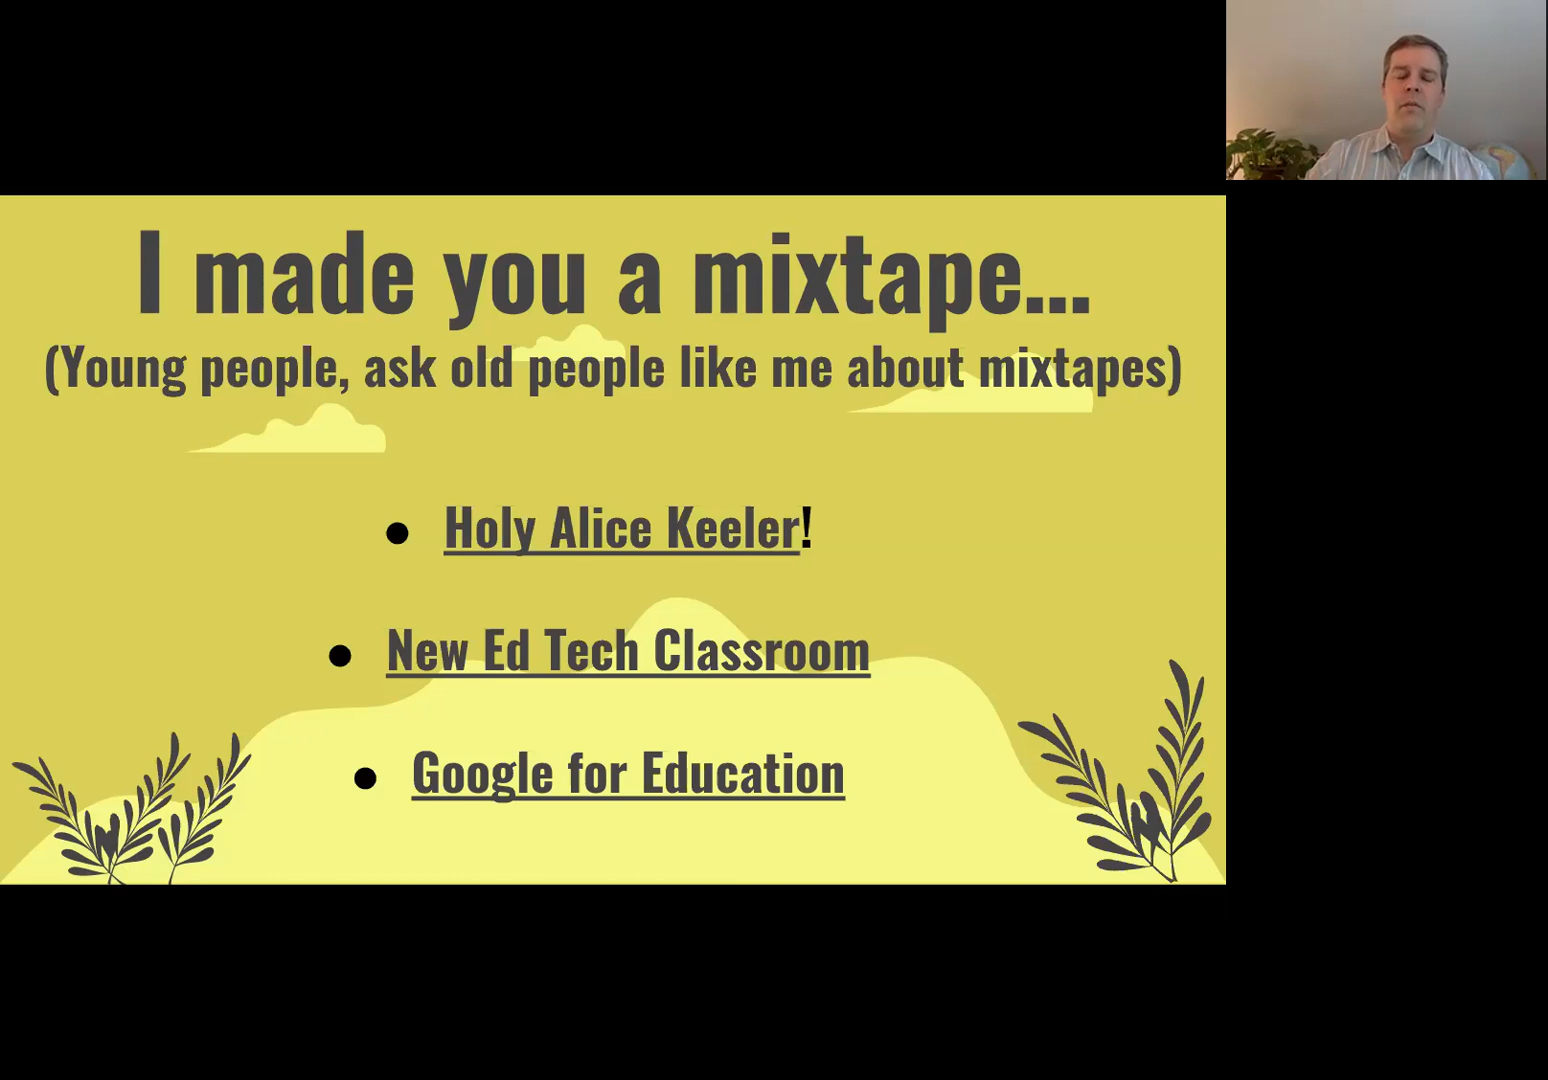 I made you a mixtape...
(Young people, ask old people like me about mixtapes)
● Holy Alice Keeler!
● New Ed Tech Classroom
● Google for Education